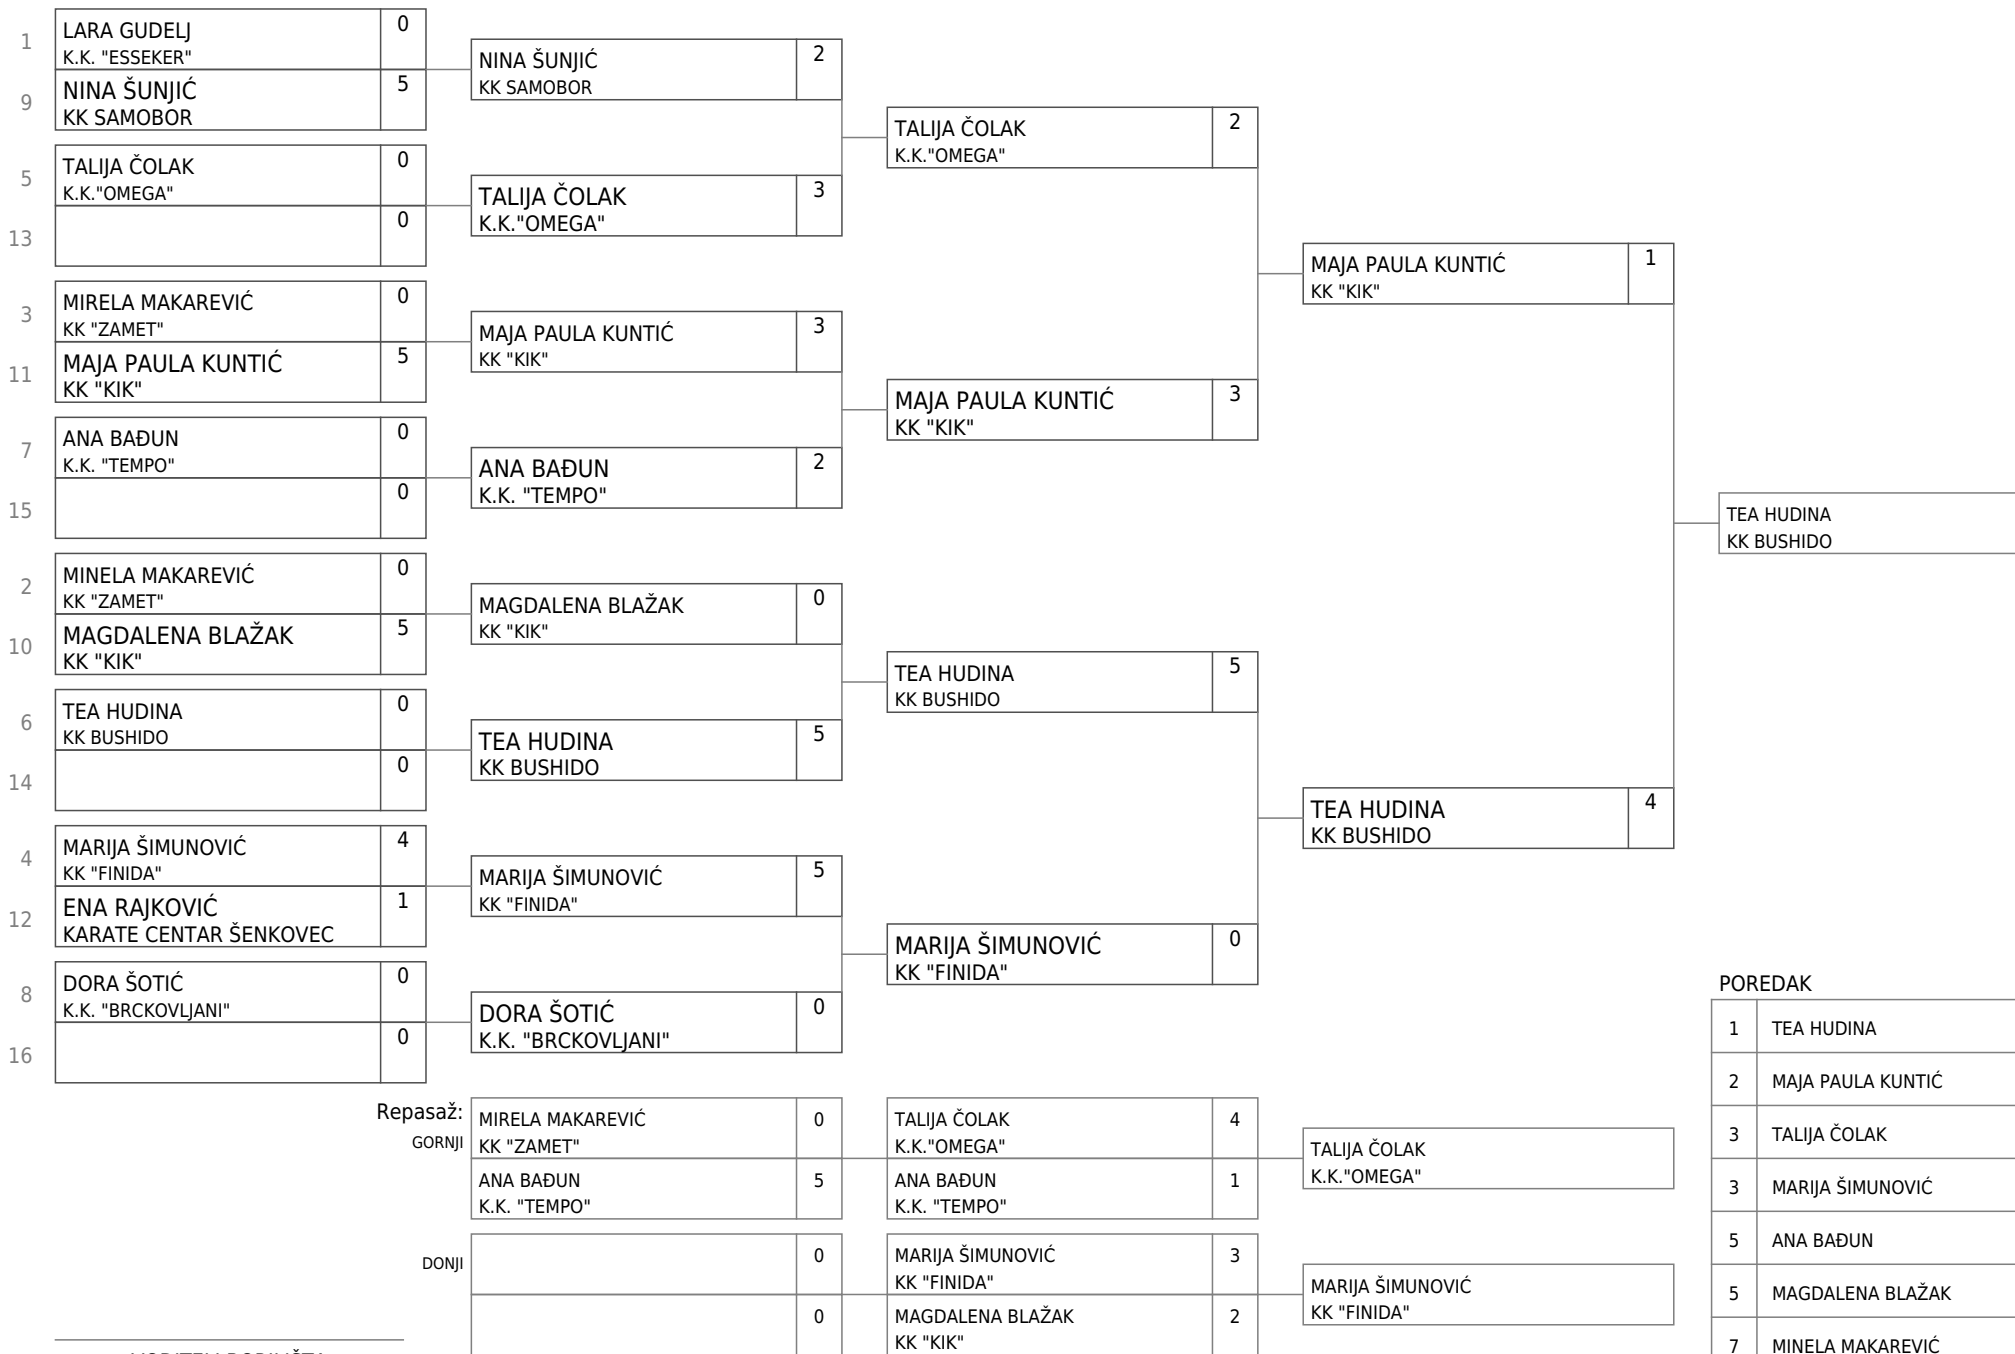 1
LARA GUDELJ
K.K. "ESSEKER"
0
9
NINA ŠUNJIĆ
KK SAMOBOR
5
5
TALIJA ČOLAK
K.K."OMEGA"
0
13
0
3
MIRELA MAKAREVIĆ
KK "ZAMET"
0
11
MAJA PAULA KUNTIĆ
KK "KIK"
5
7
ANA BAĐUN
K.K. "TEMPO"
0
15
0
2
MINELA MAKAREVIĆ
KK "ZAMET"
0
10
MAGDALENA BLAŽAK
KK "KIK"
5
6
TEA HUDINA
KK BUSHIDO
0
14
0
4
MARIJA ŠIMUNOVIĆ
KK "FINIDA"
4
12
ENA RAJKOVIĆ
KARATE CENTAR ŠENKOVEC
1
8
DORA ŠOTIĆ
K.K. "BRCKOVLJANI"
0
16
0
NINA ŠUNJIĆ
KK SAMOBOR
2
TALIJA ČOLAK
K.K."OMEGA"
3
MAJA PAULA KUNTIĆ
KK "KIK"
3
ANA BAĐUN
K.K. "TEMPO"
2
MAGDALENA BLAŽAK
KK "KIK"
0
TEA HUDINA
KK BUSHIDO
5
MARIJA ŠIMUNOVIĆ
KK "FINIDA"
5
DORA ŠOTIĆ
K.K. "BRCKOVLJANI"
0
TALIJA ČOLAK
K.K."OMEGA"
2
MAJA PAULA KUNTIĆ
KK "KIK"
3
TEA HUDINA
KK BUSHIDO
5
MARIJA ŠIMUNOVIĆ
KK "FINIDA"
0
MAJA PAULA KUNTIĆ
KK "KIK"
1
TEA HUDINA
KK BUSHIDO
4
TEA HUDINA
KK BUSHIDO
Repasaž:
GORNJI
MIRELA MAKAREVIĆ
KK "ZAMET"
0
ANA BAĐUN
K.K. "TEMPO"
5
TALIJA ČOLAK
K.K."OMEGA"
4
ANA BAĐUN
K.K. "TEMPO"
1
TALIJA ČOLAK
K.K."OMEGA"
DONJI
0
0
MARIJA ŠIMUNOVIĆ
KK "FINIDA"
3
MAGDALENA BLAŽAK
KK "KIK"
2
MARIJA ŠIMUNOVIĆ
KK "FINIDA"
POREDAK
1 TEA HUDINA
2 MAJA PAULA KUNTIĆ
3 TALIJA ČOLAK
3 MARIJA ŠIMUNOVIĆ
5 ANA BAĐUN
5 MAGDALENA BLAŽAK
7 MINELA MAKAREVIĆ